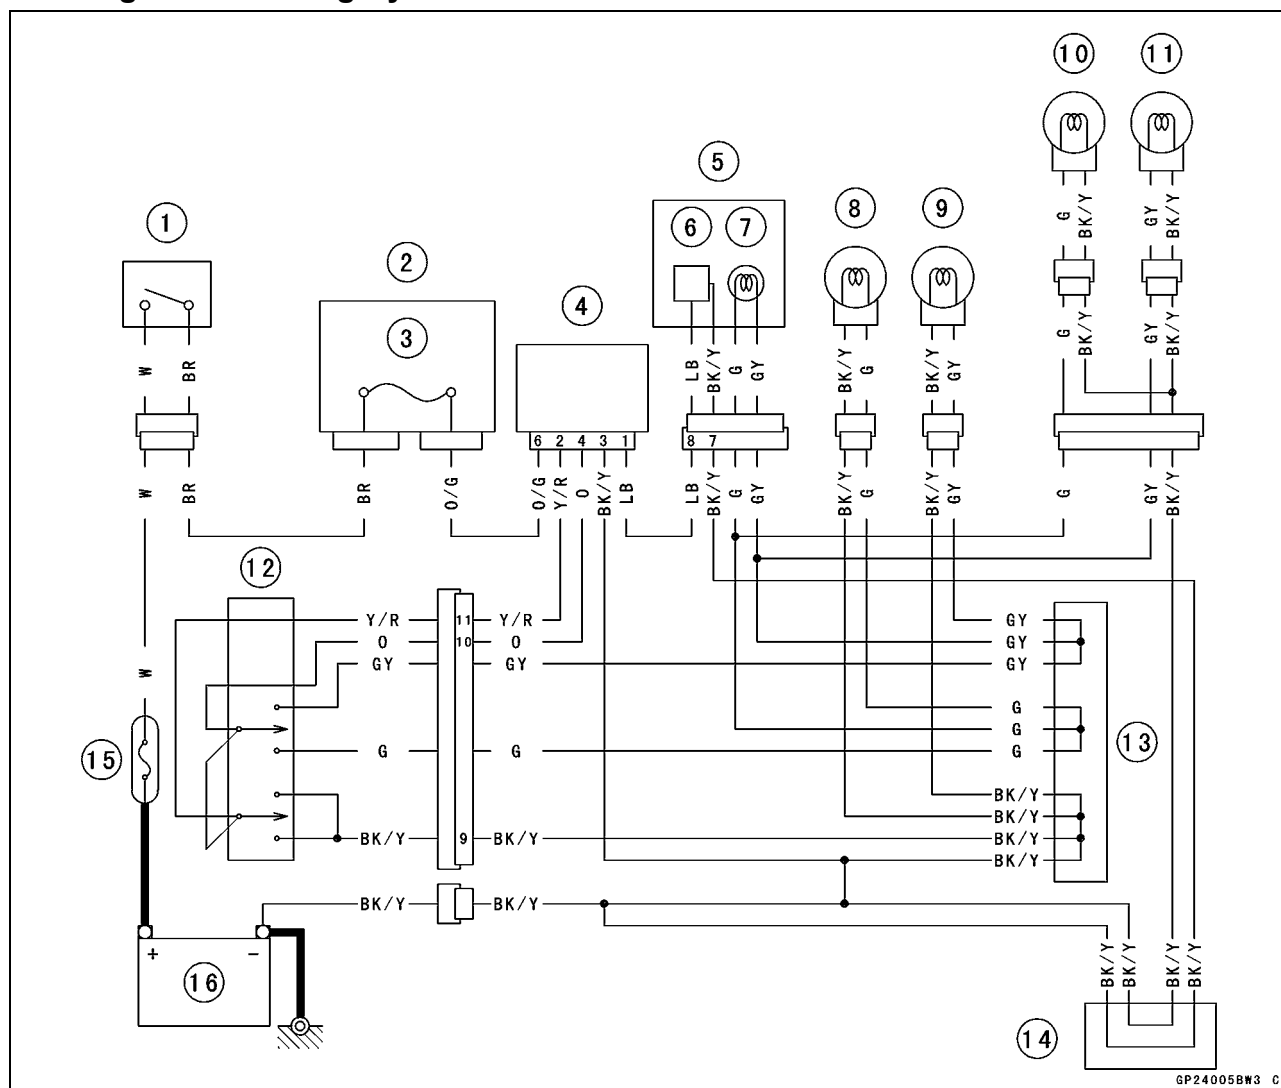 10 11
5
1 6 7 8 9
2
4
3
G BK/Y GY BK/Y
W BR LB BK/Y G GY BK/Y G BK/Y GY G BK/Y GY BK/Y
6 2 4 3 1 8 7
W BR BR O/G O/G Y/R O BK/Y LB LB BK/Y G GY BK/Y G BK/Y GY G GY BK/Y
12
Y/R 11 Y/R GY
O 10 O GY
GY GY GY
W
G
G
15 G G G 13
BK/Y
BK/Y
BK/Y 9 BK/Y BK/Y
BK/Y
BK/Y BK/Y
+ −
16 BK/Y BK/Y BK/Y BK/Y
14
GP24005BW3 C